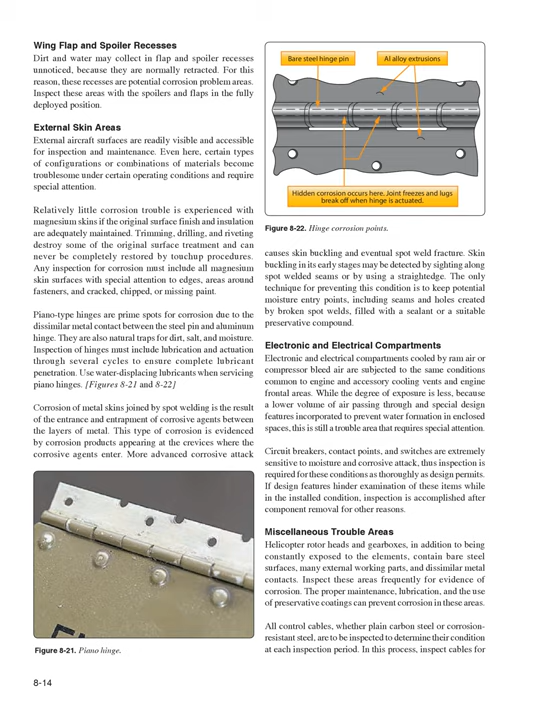 Wing Flap and Spoiler Recesses
Dirt and water may collect in flap and spoiler recesses
unnoticed, because they are normally retracted. For this
reason, these recesses are potential corrosion problem areas.
Inspect these areas with the spoilers and flaps in the fully
deployed position.
External Skin Areas
External aircraft surfaces are readily visible and accessible
for inspection and maintenance. Even here, certain types
of configurations or combinations of materials become
troublesome under certain operating conditions and require
special attention.
Relatively little corrosion trouble is experienced with
magnesium skins if the original surface finish and insulation
are adequately maintained. Trimming, drilling, and riveting
destroy some of the original surface treatment and can
never be completely restored by touchup procedures.
Any inspection for corrosion must include all magnesium
skin surfaces with special attention to edges, areas around
fasteners, and cracked, chipped, or missing paint.
Piano-type hinges are prime spots for corrosion due to the
dissimilar metal contact between the steel pin and aluminum
hinge. They are also natural traps for dirt, salt, and moisture.
Inspection of hinges must include lubrication and actuation
through several cycles to ensure complete lubricant
penetration. Use water-displacing lubricants when servicing
piano hinges. [Figures 8-21 and 8-22]
Corrosion of metal skins joined by spot welding is the result
of the entrance and entrapment of corrosive agents between
the layers of metal. This type of corrosion is evidenced
by corrosion products appearing at the crevices where the
corrosive agents enter. More advanced corrosive attack
Figure 8-21. Piano hinge.
Bare steel hinge pin
Al alloy extrusions
Hidden corrosion occurs here. Joint freezes and lugs
break off when hinge is actuated.
Figure 8-22. Hinge corrosion points.
causes skin buckling and eventual spot weld fracture. Skin
buckling in its early stages may be detected by sighting along
spot welded seams or by using a straightedge. The only
technique for preventing this condition is to keep potential
moisture entry points, including seams and holes created
by broken spot welds, filled with a sealant or a suitable
preservative compound.
Electronic and Electrical Compartments
Electronic and electrical compartments cooled by ram air or
compressor bleed air are subjected to the same conditions
common to engine and accessory cooling vents and engine
frontal areas. While the degree of exposure is less, because
a lower volume of air passing through and special design
features incorporated to prevent water formation in enclosed
spaces, this is still a trouble area that requires special attention.
Circuit breakers, contact points, and switches are extremely
sensitive to moisture and corrosive attack, thus inspection is
required for these conditions as thoroughly as design permits.
If design features hinder examination of these items while
in the installed condition, inspection is accomplished after
component removal for other reasons.
Miscellaneous Trouble Areas
Helicopter rotor heads and gearboxes, in addition to being
constantly exposed to the elements, contain bare steel
surfaces, many external working parts, and dissimilar metal
contacts. Inspect these areas frequently for evidence of
corrosion. The proper maintenance, lubrication, and the use
of preservative coatings can prevent corrosion in these areas.
All control cables, whether plain carbon steel or corrosion-
resistant steel, are to be inspected to determine their condition
at each inspection period. In this process, inspect cables for
8-14